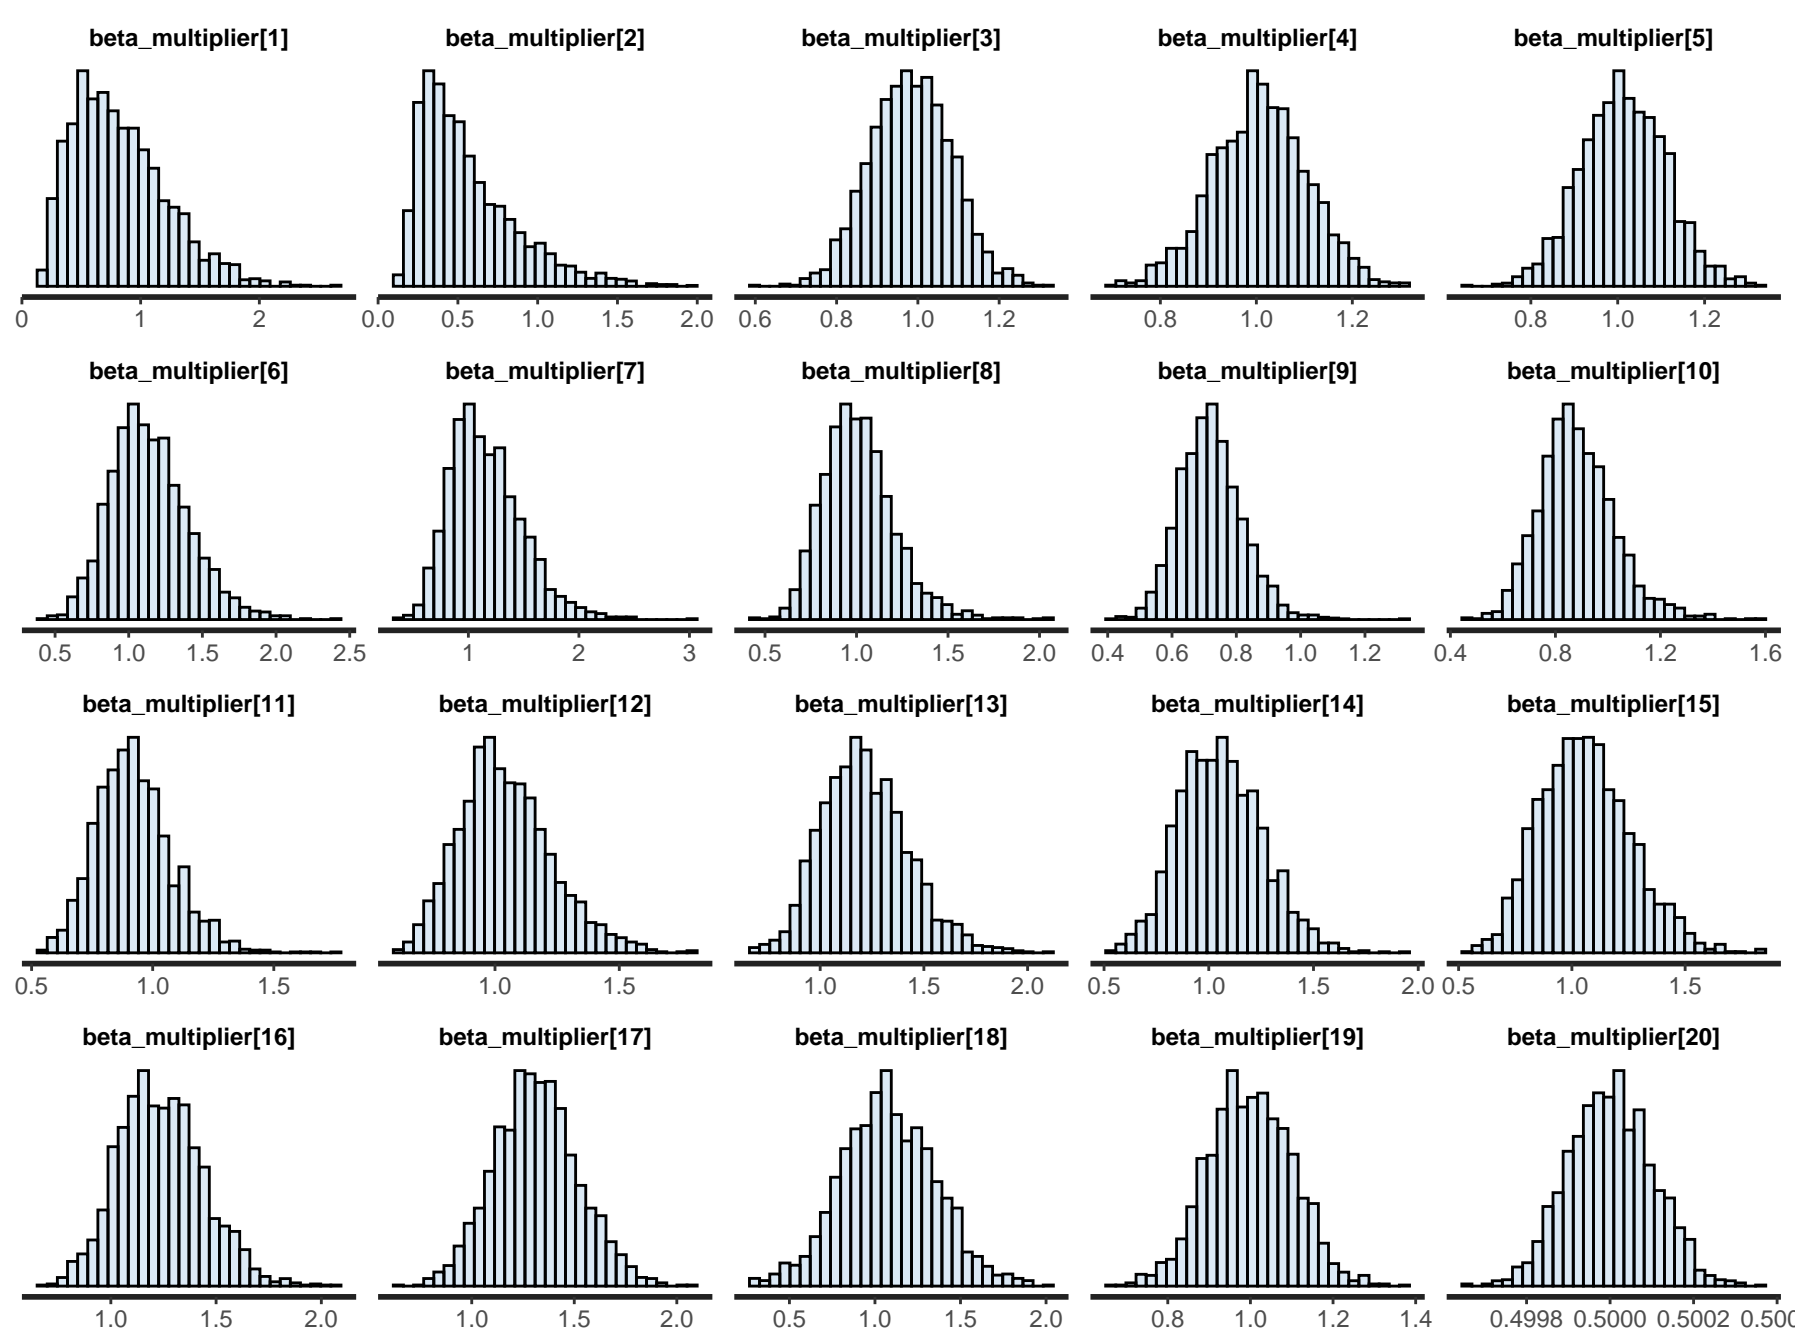 beta_multiplier[1] beta_multiplier[2] beta_multiplier[3] beta_multiplier[4] beta_multiplier[5]
0 1 2 0.0 0.5 1.0 1.5 2.0 0.6 0.8 1.0 1.2 0.8 1.0 1.2 0.8 1.0 1.2
beta_multiplier[6] beta_multiplier[7] beta_multiplier[8] beta_multiplier[9] beta_multiplier[10]
0.5 1.0 1.5 2.0 2.5 1 2 3 0.5 1.0 1.5 2.0 0.4 0.6 0.8 1.0 1.2 0.4 0.8 1.2 1.6
beta_multiplier[11] beta_multiplier[12] beta_multiplier[13] beta_multiplier[14] beta_multiplier[15]
0.5 1.0 1.5 1.0 1.5 1.0 1.5 2.0 0.5 1.0 1.5 2.0 0.5 1.0 1.5
beta_multiplier[16] beta_multiplier[17] beta_multiplier[18] beta_multiplier[19] beta_multiplier[20]
1.0 1.5 2.0 1.0 1.5 2.0 0.5 1.0 1.5 2.0 0.8 1.0 1.2 1.4 0.4998 0.5000 0.5002